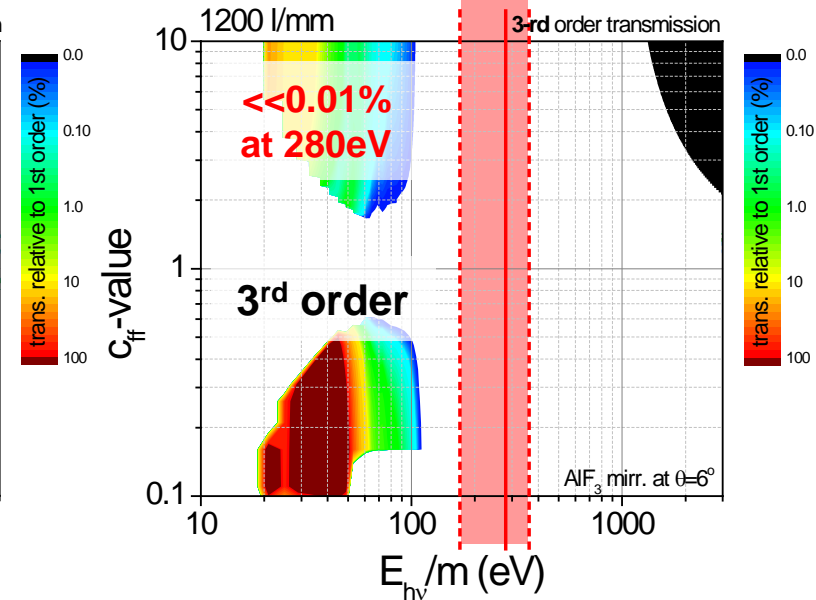 1200 l/mm
3-rd order transmission
n
0.0
0.10
1.0
10
100
trans. relative to 1st order (%)
10
1
0.1
c_ff-value
<<0.01%
at 280eV
3rd order
AlF3 mirr. at θ=6°
10
100
1000
E_hν/m (eV)
0.0
0.10
1.0
10
100
trans. relative to 1st order (%)